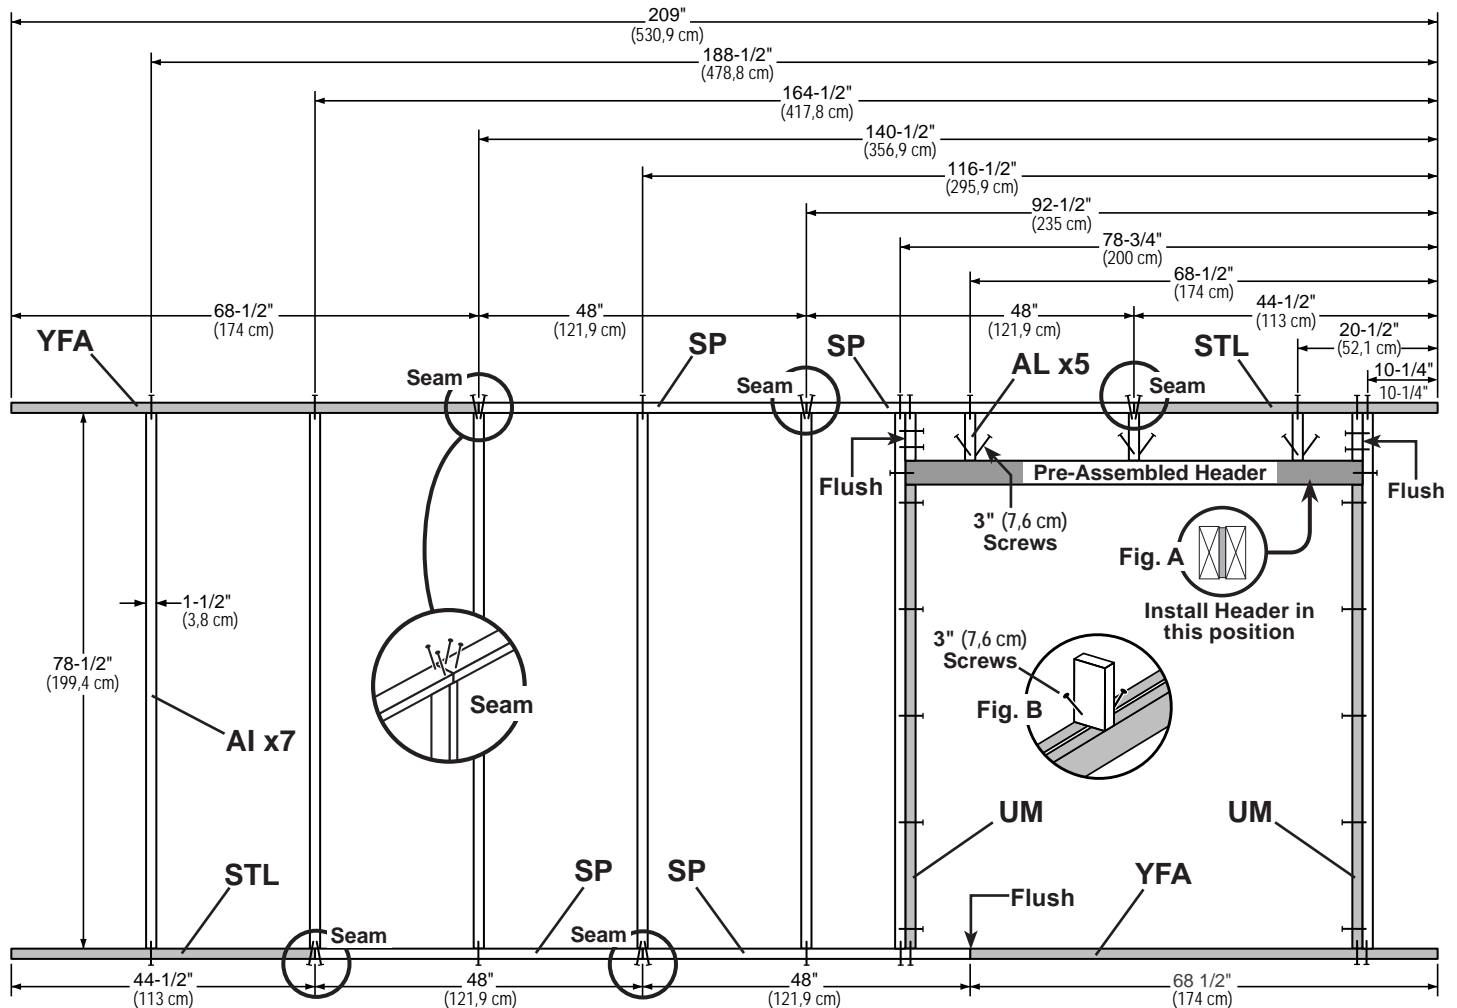 209"
(530,9 cm)
188-1/2"
(478,8 cm)
164-1/2"
(417,8 cm)
140-1/2"
(356,9 cm)
116-1/2"
(295,9 cm)
92-1/2"
(235 cm)
78-3/4"
(200 cm)
68-1/2"
(174 cm)
68-1/2"
(174 cm)
48"
(121,9 cm)
48"
(121,9 cm)
44-1/2"
(113 cm)
20-1/2"
(52,1 cm)
10-1/4"
10-1/4"
YFA
SP
SP
AL x5
STL
Seam
Seam
Seam
Flush
Pre-Assembled Header
Flush
3" (7,6 cm)
Screws
Fig. A
Install Header in
this position
1-1/2"
(3,8 cm)
78-1/2"
(199,4 cm)
3" (7,6 cm)
Screws
Fig. B
Seam
AI x7
UM
UM
STL
SP
SP
YFA
Flush
Seam
Seam
44-1/2"
(113 cm)
48"
(121,9 cm)
48"
(121,9 cm)
68 1/2"
(174 cm)